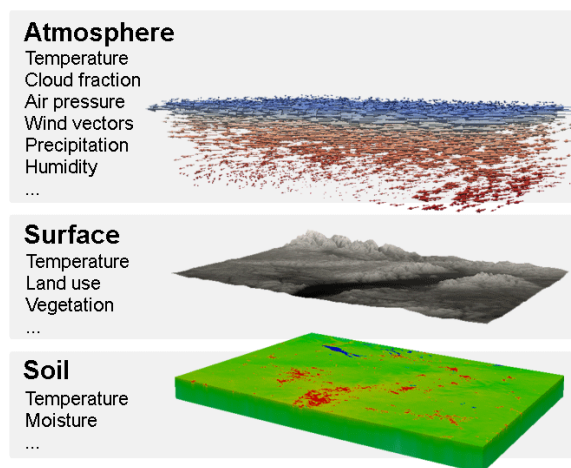 Atmosphere
Temperature
Cloud fraction
Air pressure
Wind vectors
Precipitation
Humidity
...
Surface
Temperature
Land use
Vegetation
...
Soil
Temperature
Moisture
...